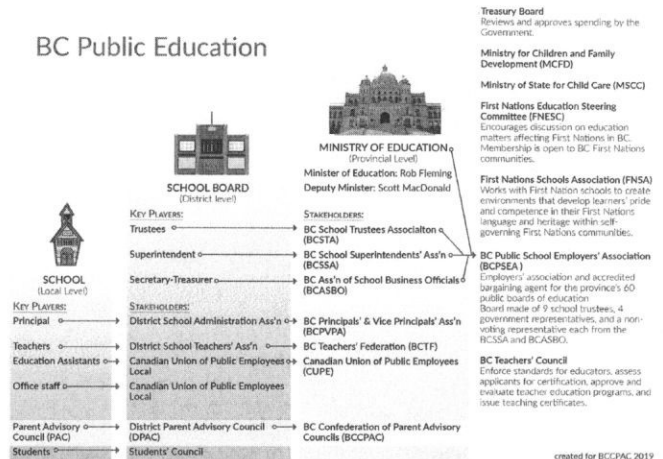 BC Public Education
SCHOOL
(Local Level)
KEY PLAYERS:
Principal
Teachers
Education Assistants
Office staff
Parent Advisory
Council (PAC)
Students
SCHOOL BOARD
(District level)
KEY PLAYERS:
Trustees
Superintendent
Secretary-Treasurer
STAKEHOLDERS:
District School Administration Ass'n
District School Teachers' Ass'n
Canadian Union of Public Employees
Local
Canadian Union of Public Employees
Local
District Parent Advisory Council
(DPAC)
Students' Council
MINISTRY OF EDUCATION
(Provincial Level)
Minister of Education: Rob Fleming
Deputy Minister: Scott MacDonald
STAKEHOLDERS:
BC School Trustees Associaiton
(BCSTA)
BC School Superintendents' Ass'n
(BCSSA)
BC Ass'n of School Business Officials
(BCASBO)
BC Principals' & Vice Principals' Ass'n
(BCPVPA)
BC Teachers' Federation (BCTF)
Canadian Union of Public Employees
(CUPE)
BC Confederation of Parent Advisory
Councils (BCCPAC)
Treasury Board
Reviews and approves spending by the
Government.
Ministry for Children and Family
Development (MCFD)
Ministry of State for Child Care (MSCC)
First Nations Education Steering
Committee (FNESC)
Encourages discussion on education
matters affecting First Nations in BC.
Membership is open to BC First Nations
communities.
First Nations Schools Association (FNSA)
Works with First Nation schools to create
environments that develop learners' pride
and competence in their First Nations
language and heritage within self-
governing First Nations communities.
BC Public School Employers' Association
(BCPSEA )
Employers' association and accredited
bargaining agent for the province's 60
public boards of education
Board made of 9 school trustees, 4
government representatives, and a non-
voting representative each from the
BCSSA and BCASBO.
BC Teachers' Council
Enforce standards for educators, assess
applicants for certification, approve and
evaluate teacher education programs, and
issue teaching certificates.
created for BCCPAC 2019